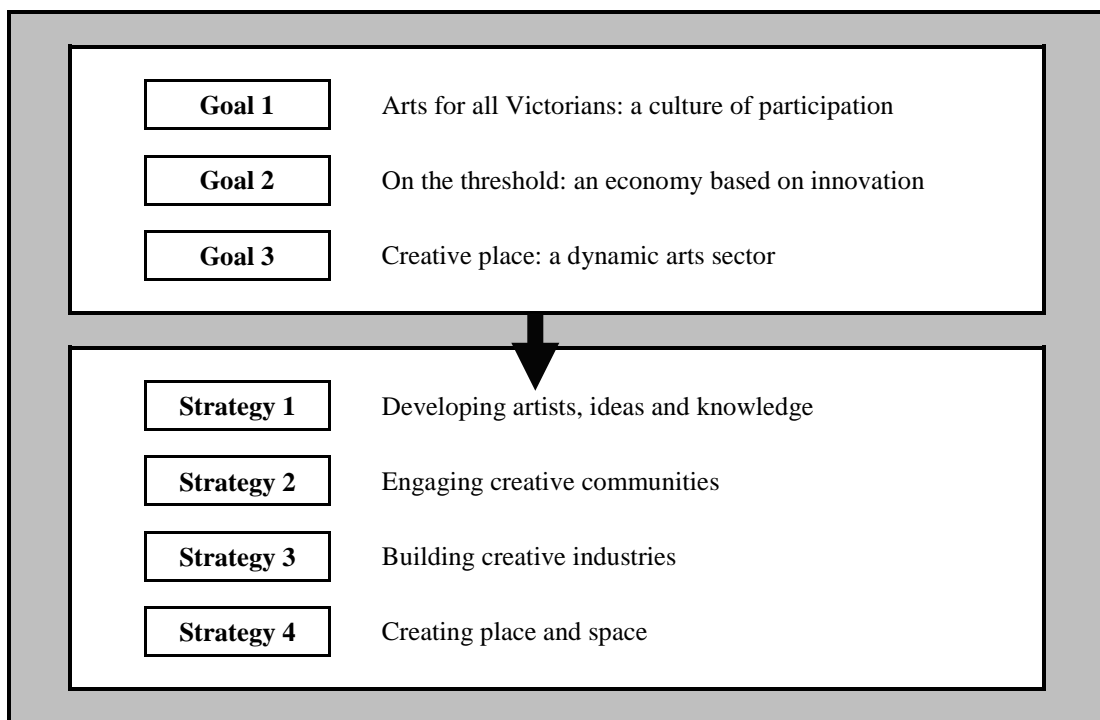 Goal 1 Arts for all Victorians: a culture of participation
Goal 2 On the threshold: an economy based on innovation
Goal 3 Creative place: a dynamic arts sector
Strategy 1 Developing artists, ideas and knowledge
Strategy 2 Engaging creative communities
Strategy 3 Building creative industries
Strategy 4 Creating place and space